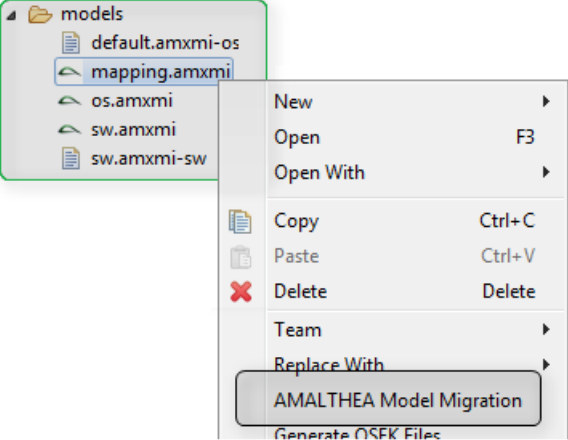 models
default.amxmi-os
mapping.amxmi
os.amxmi
sw.amxmi
sw.amxmi-sw
New
Open F3
Open With
Copy Ctrl+C
Paste Ctrl+V
Delete Delete
Team
Replace With
AMALTHEA Model Migration
Generate OSEK Files